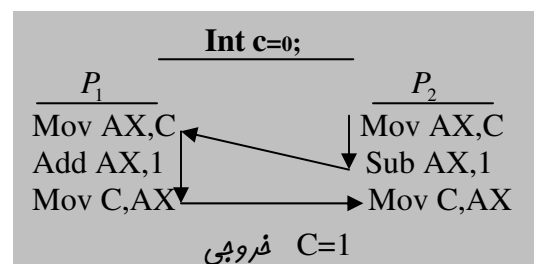 Int c=0;
P1 P2
Mov AX,C Mov AX,C
Add AX,1 Sub AX,1
Mov C,AX Mov C,AX
خروجی C=1